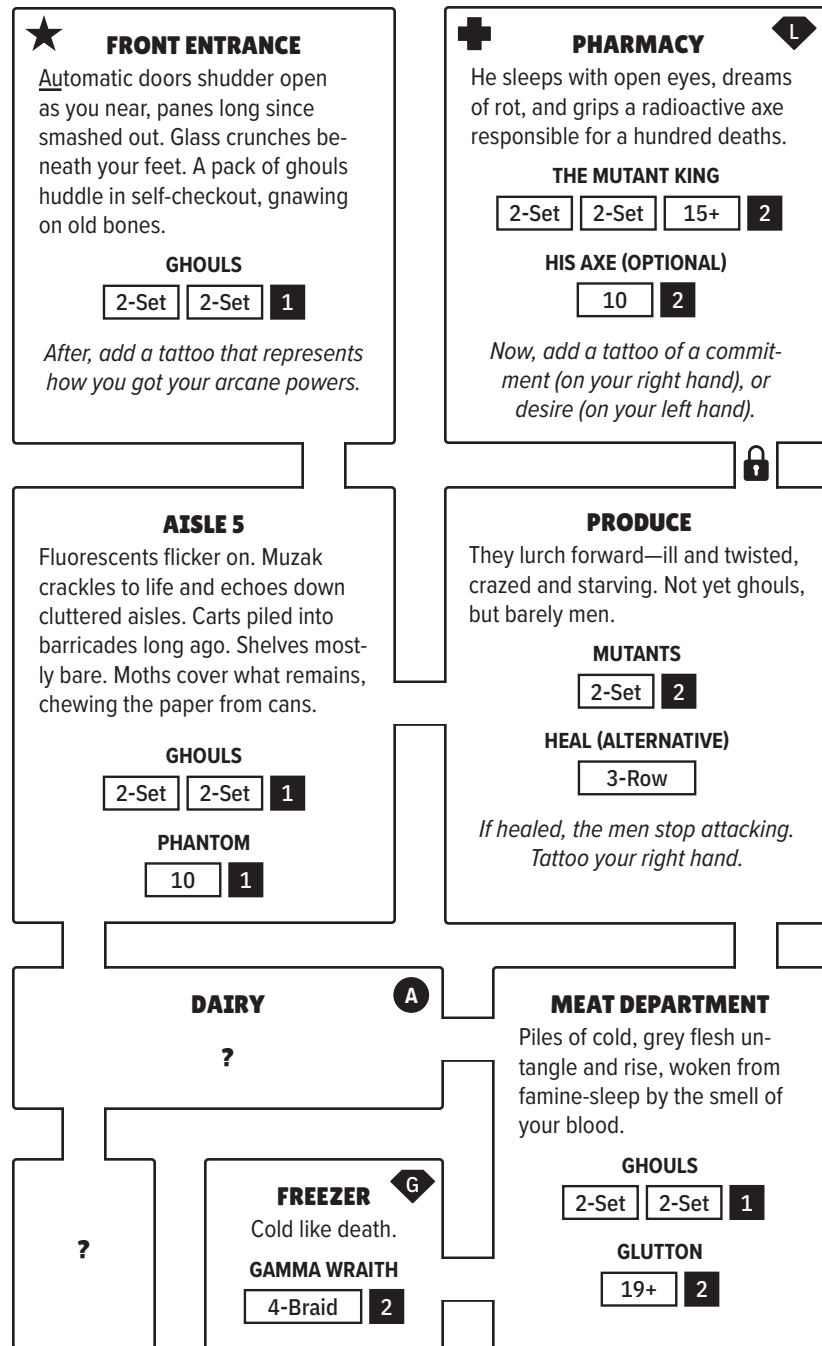 FRONT ENTRANCE
Automatic doors shudder open
as you near, panes long since
smashed out. Glass crunches be-
neath your feet. A pack of ghouls
huddle in self-checkout, gnawing
on old bones.
GHOULS
2-Set 2-Set 1
After, add a tattoo that represents
how you got your arcane powers.
PHARMACY L
He sleeps with open eyes, dreams
of rot, and grips a radioactive axe
responsible for a hundred deaths.
THE MUTANT KING
2-Set 2-Set 15+ 2
HIS AXE (OPTIONAL)
10 2
Now, add a tattoo of a commit-
ment (on your right hand), or
desire (on your left hand).
AISLE 5
Fluorescents flicker on. Muzak
crackles to life and echoes down
cluttered aisles. Carts piled into
barricades long ago. Shelves most-
ly bare. Moths cover what remains,
chewing the paper from cans.
GHOULS
2-Set 2-Set 1
PHANTOM
10 1
PRODUCE
They lurch forward—ill and twisted,
crazed and starving. Not yet ghouls,
but barely men.
MUTANTS
2-Set 2
HEAL (ALTERNATIVE)
3-Row
If healed, the men stop attacking.
Tattoo your right hand.
DAIRY A
?
MEAT DEPARTMENT
Piles of cold, grey flesh un-
tangle and rise, woken from
famine-sleep by the smell of
your blood.
GHOULS
2-Set 2-Set 1
GLUTTON
19+ 2
?
FREEZER G
Cold like death.
GAMMA WRAITH
4-Braid 2